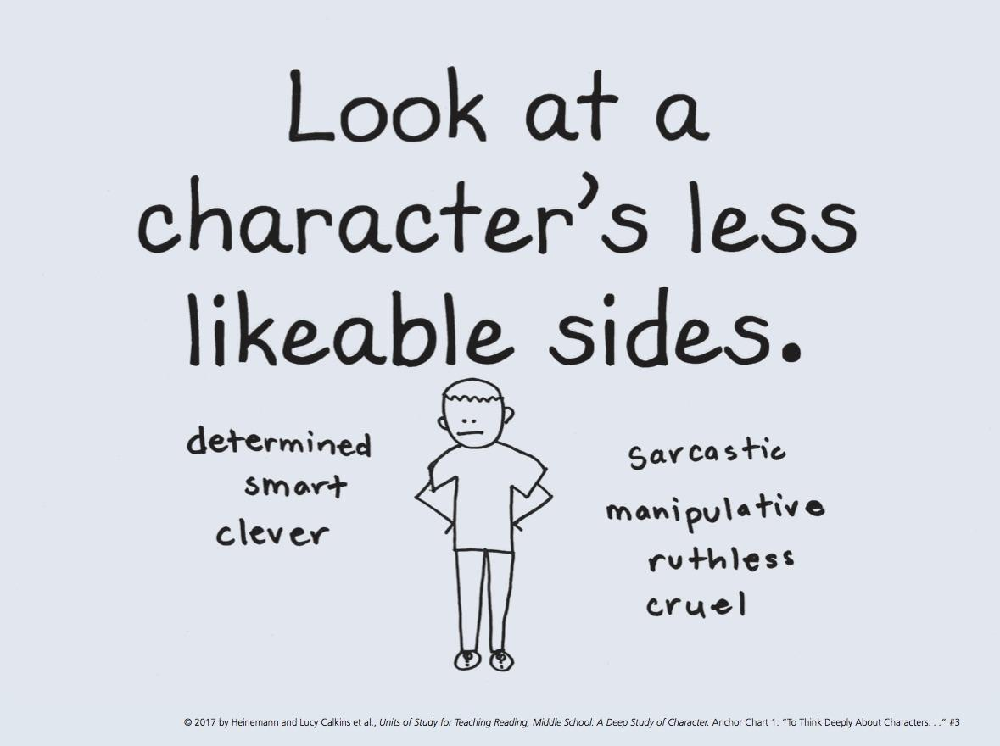 Look at a
character's less
likeable sides.
determined
smart
clever
sarcastic
manipulative
ruthless
cruel
© 2017 by Heinemann and Lucy Calkins et al., Units of Study for Teaching Reading, Middle School: A Deep Study of Character. Anchor Chart 1: “To Think Deeply About Characters. . .” #3